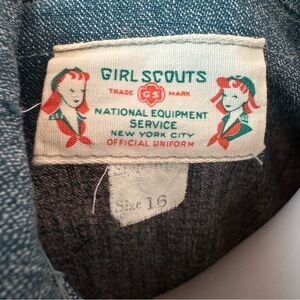 GIRL SCOUTS
TRADE GS MARK
NATIONAL EQUIPMENT
SERVICE
NEW YORK CITY
OFFICIAL UNIFORM
Size 16